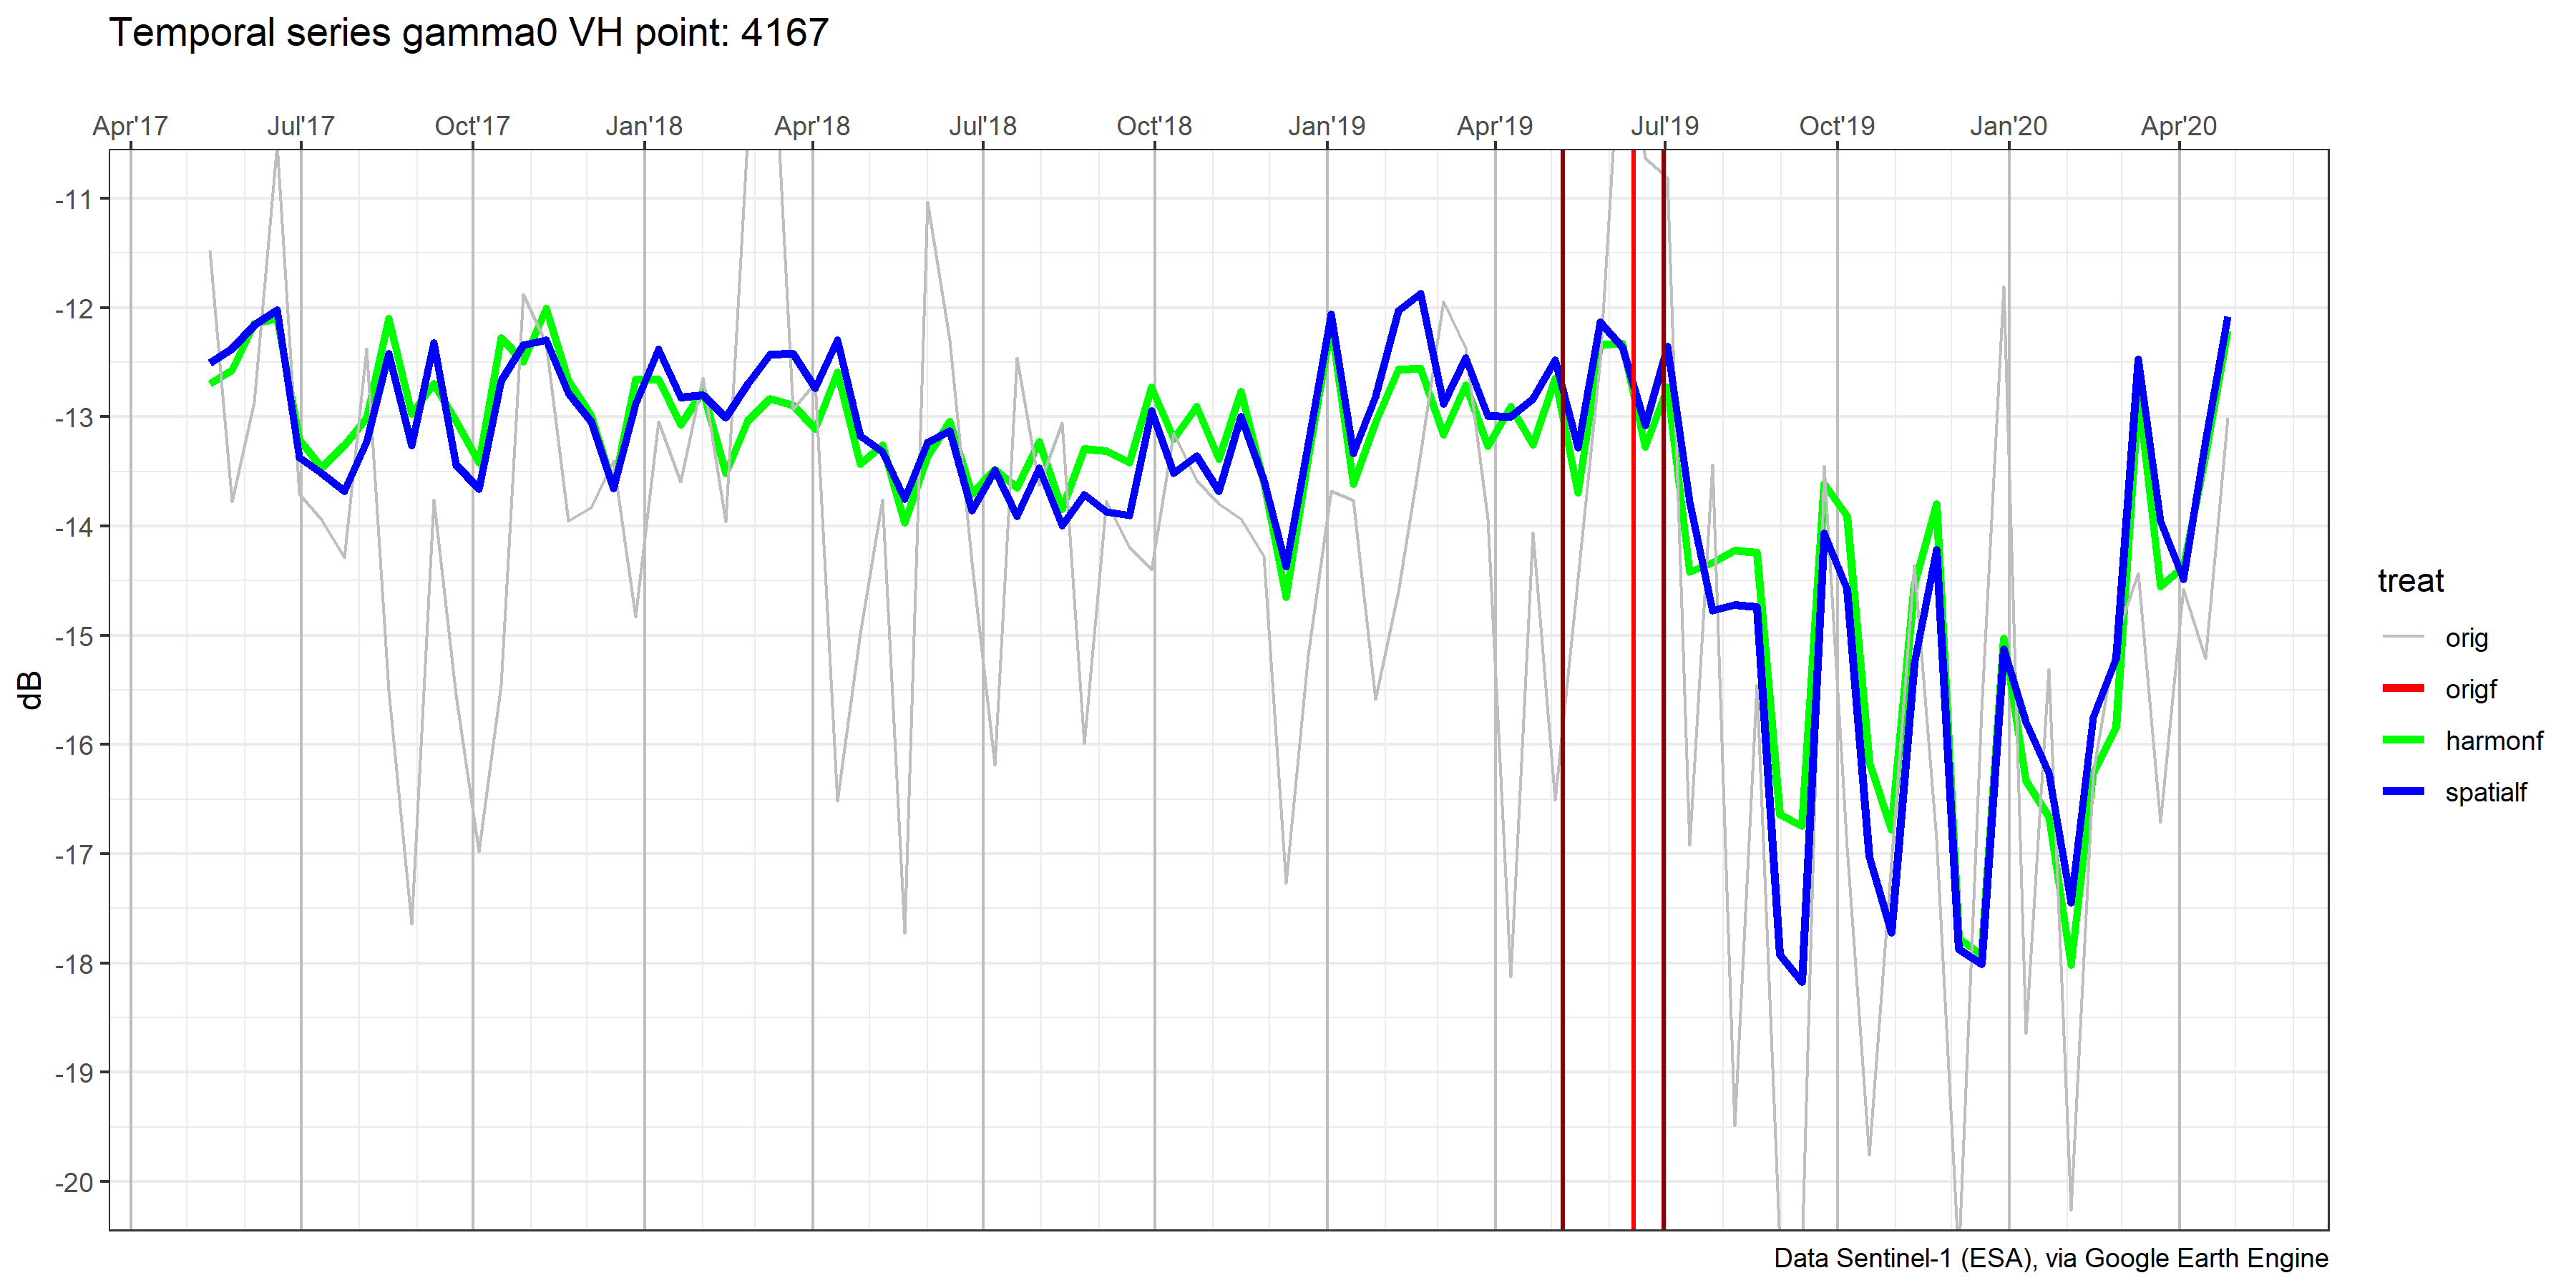 Temporal series gamma0 VH point: 4167
Apr'17 Jul'17 Oct'17 Jan'18 Apr'18 Jul'18 Oct'18 Jan'19 Apr'19 Jul'19 Oct'19 Jan'20 Apr'20
-11
-12
-13
-14
-15
-16
-17
-18
-19
-20
dB
treat
orig
origf
harmonf
spatialf
Data Sentinel-1 (ESA), via Google Earth Engine